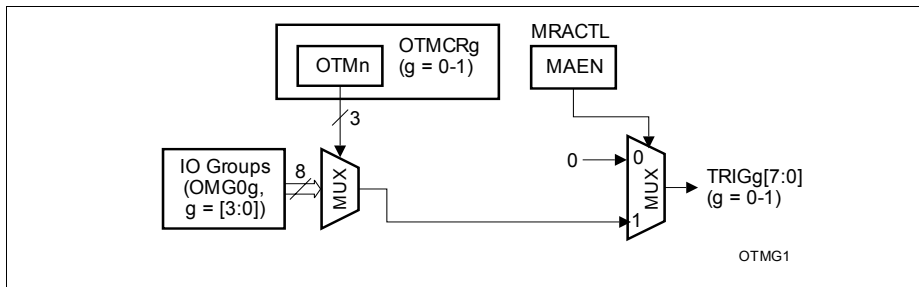 OTMCRg
(g = 0-1)
OTMn
MRACTL
MAEN
3
IO Groups
(OMG0g,
g = [3:0])
8
MUX
0
0
1
MUX
TRIGg[7:0]
(g = 0-1)
OTMG1